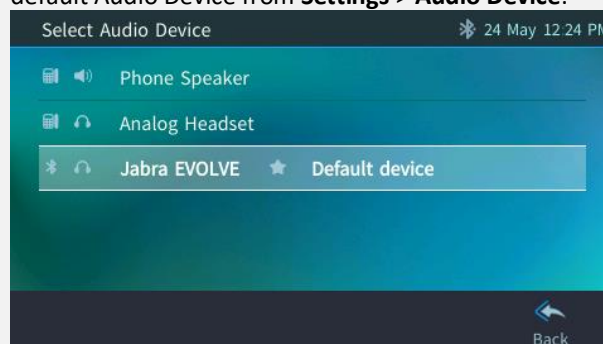 default Audio Device from Settings > Audio Device.
Select Audio Device 24 May 12:24 PM
Phone Speaker
Analog Headset
Jabra EVOLVE Default device
Back